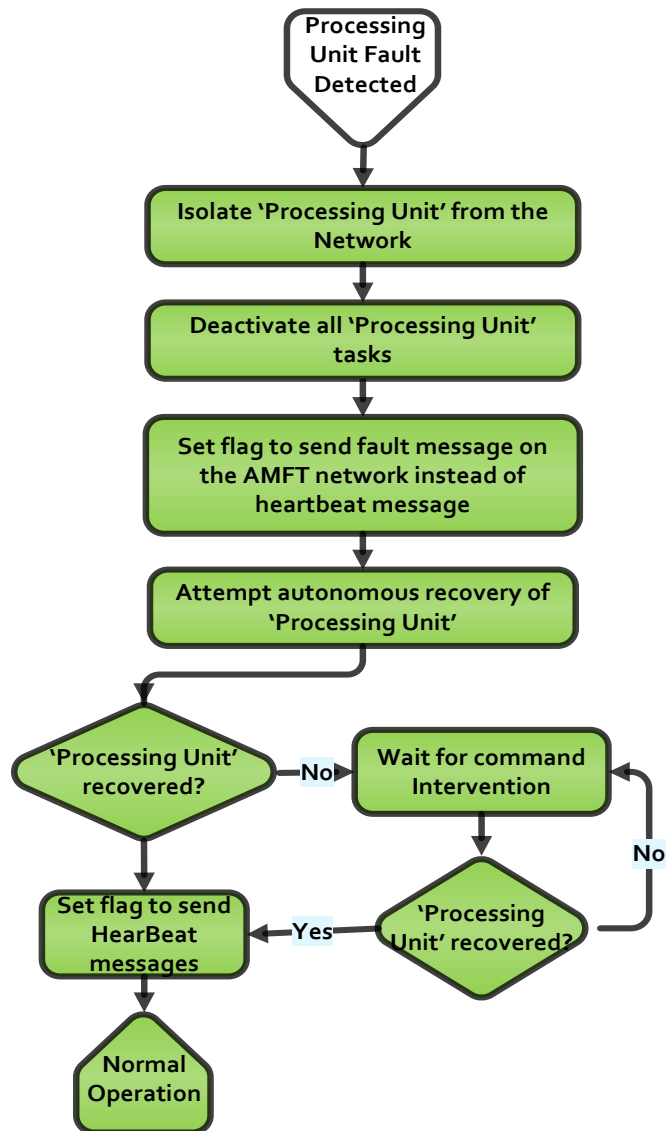 Processing
Unit Fault
Detected
Isolate ‘Processing Unit’ from the
Network
Deactivate all ‘Processing Unit’
tasks
Set flag to send fault message on
the AMFT network instead of
heartbeat message
Attempt autonomous recovery of
‘Processing Unit’
‘Processing Unit’
recovered?
No
Wait for command
Intervention
No
‘Processing
Unit’ recovered?
Yes
Set flag to send
HearBeat
messages
Normal
Operation